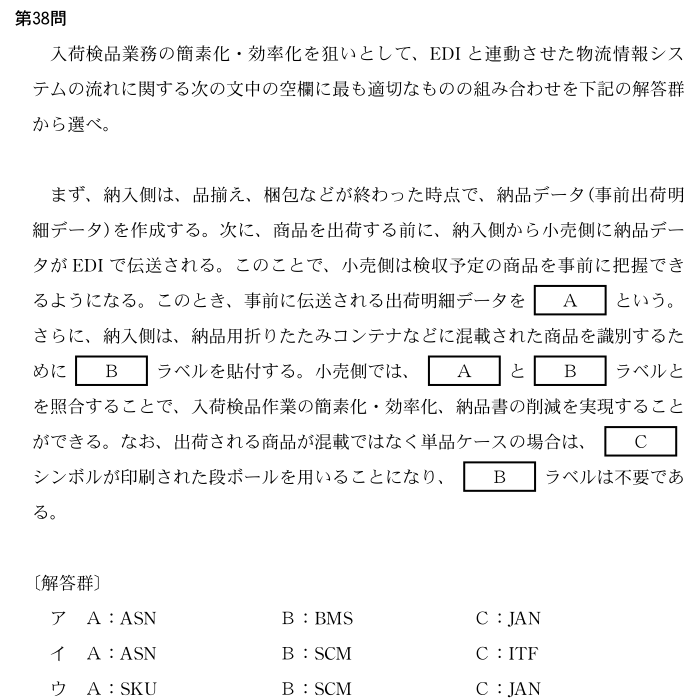 第38問
入荷検品業務の簡素化・効率化を狙いとして、EDI と連動させた物流情報シス
テムの流れに関する次の文中の空欄に最も適切なものの組み合わせを下記の解答群
から選べ。
まず、納入側は、品揃え、梱包などが終わった時点で、納品データ(事前出荷明
細データ)を作成する。次に、商品を出荷する前に、納入側から小売側に納品デー
タが EDI で伝送される。このことで、小売側は検収予定の商品を事前に把握でき
るようになる。このとき、事前に伝送される出荷明細データを A という。
さらに、納入側は、納品用折りたたみコンテナなどに混載された商品を識別するた
めに B ラベルを貼付する。小売側では、 A と B ラベルと
を照合することで、入荷検品作業の簡素化・効率化、納品書の削減を実現すること
ができる。なお、出荷される商品が混載ではなく単品ケースの場合は、 C
シンボルが印刷された段ボールを用いることになり、 B ラベルは不要であ
る。
〔解答群〕
ア A:ASN B:BMS C:JAN
イ A:ASN B:SCM C:ITF
ウ A:SKU B:SCM C:JAN